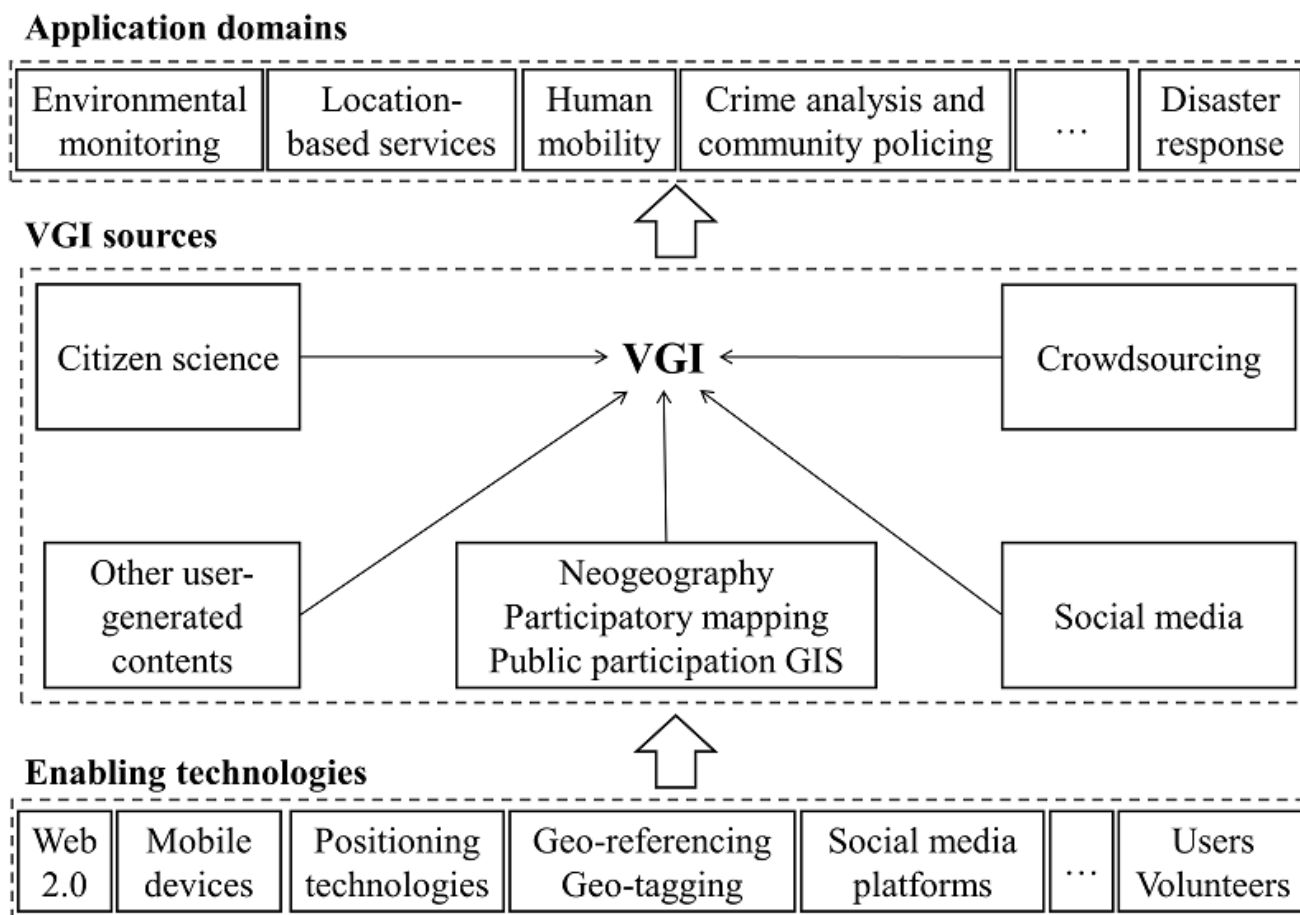 Application domains
Environmental
monitoring
Location-
based services
Human
mobility
Crime analysis and
community policing
…
Disaster
response
VGI sources
Citizen science
VGI
Crowdsourcing
Other user-
generated
contents
Neogeography
Participatory mapping
Public participation GIS
Social media
Enabling technologies
Web
2.0
Mobile
devices
Positioning
technologies
Geo-referencing
Geo-tagging
Social media
platforms
…
Users
Volunteers